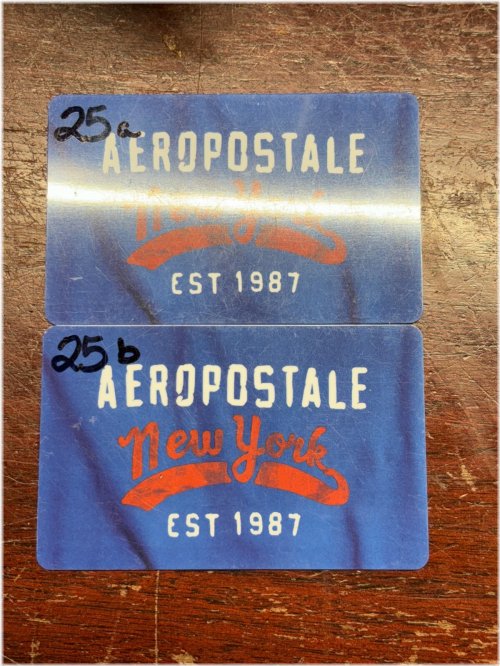 25a
AEROPOSTALE
New York
EST 1987
25b
AEROPOSTALE
New York
EST 1987